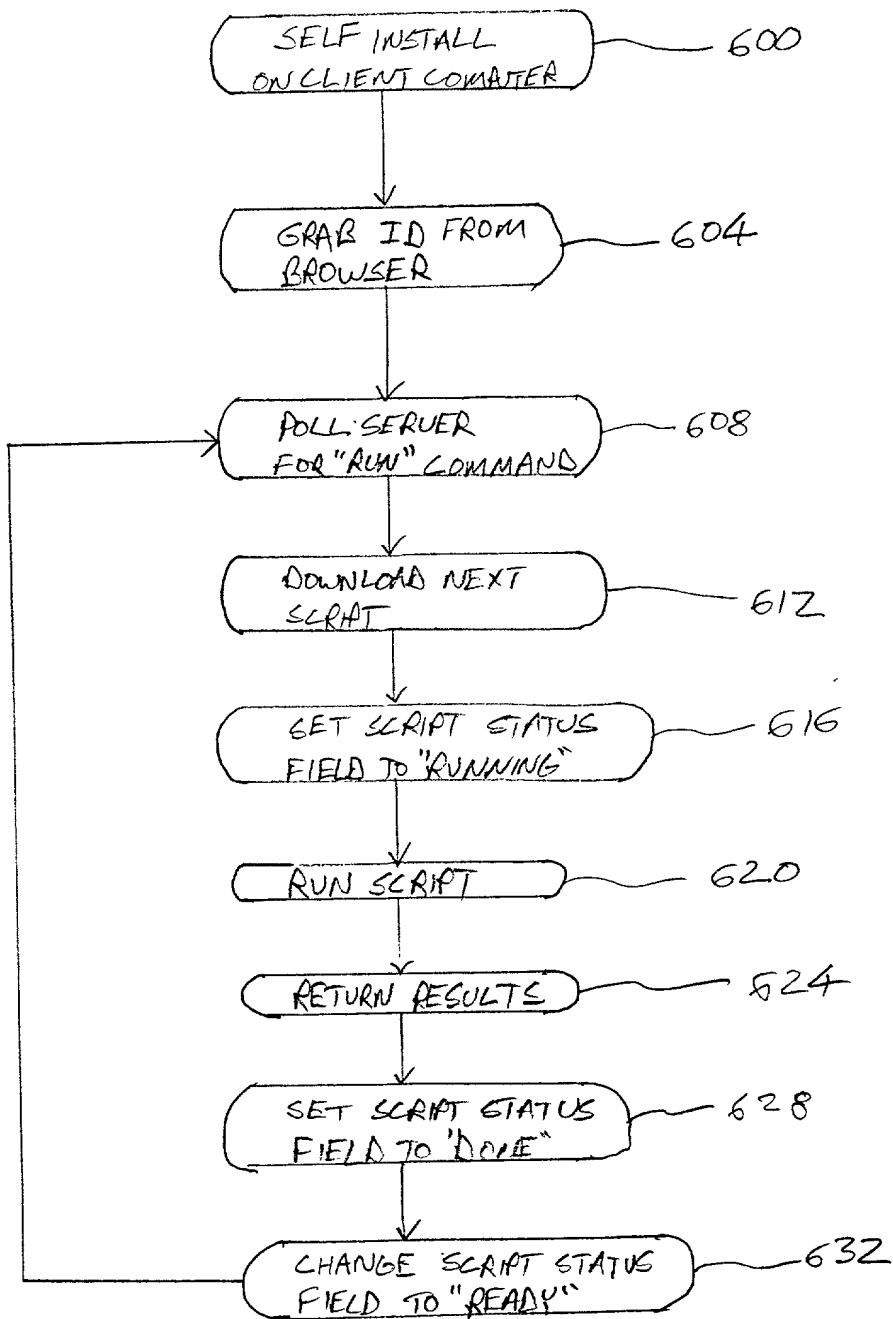 SELF INSTALL
ON CLIENT COMPUTER
600
GRAB ID FROM
BROWSER
604
POLL SERVER
FOR "RUN" COMMAND
608
DOWNLOAD NEXT
SCRIPT
612
SET SCRIPT STATUS
FIELD TO "RUNNING"
616
RUN SCRIPT
620
RETURN RESULTS
624
SET SCRIPT STATUS
FIELD TO "DONE"
628
CHANGE SCRIPT STATUS
FIELD TO "READY"
632